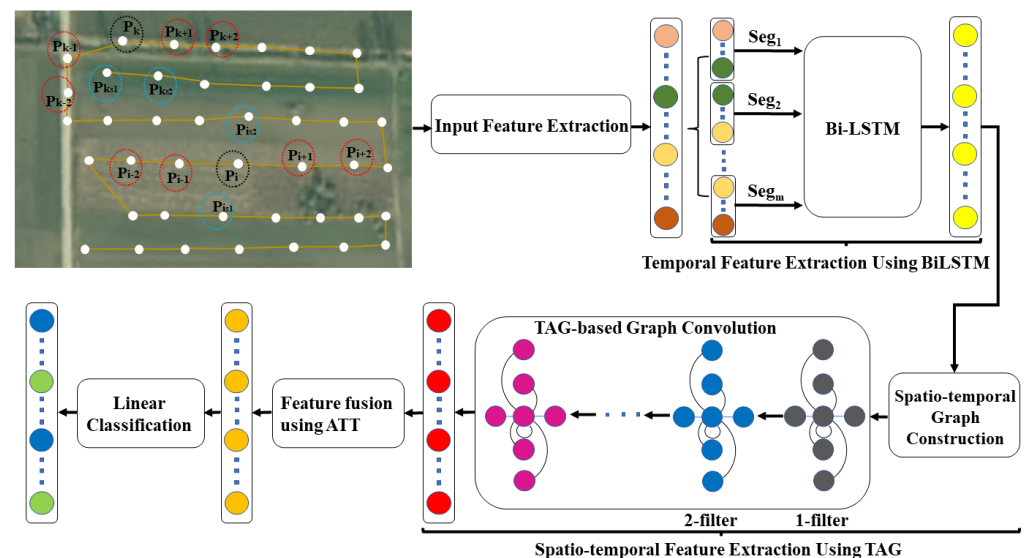 Pk
Pk+1
Pk+2
Pk-1
Pk-2
Pks1
Pks2
Pis2
Pi-2
Pi-1
Pi
Pi+1
Pi+2
Pis1
Input Feature Extraction
Seg1
Seg2
Segm
Bi-LSTM
Temporal Feature Extraction Using BiLSTM
Spatio-temporal
Graph
Construction
TAG-based Graph Convolution
2-filter
1-filter
Spatio-temporal Feature Extraction Using TAG
Feature fusion
using ATT
Linear
Classification